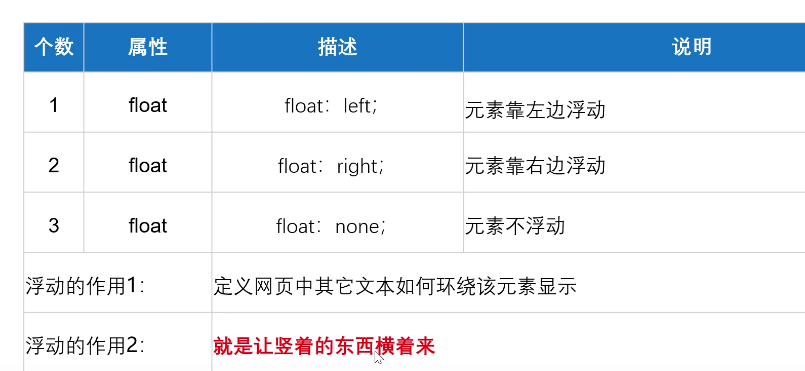 个数 属性 描述 说明
1 float float：left； 元素靠左边浮动
2 float float：right； 元素靠右边浮动
3 float float：none； 元素不浮动
浮动的作用1： 定义网页中其它文本如何环绕该元素显示
浮动的作用2： 就是让竖着的东西横着来